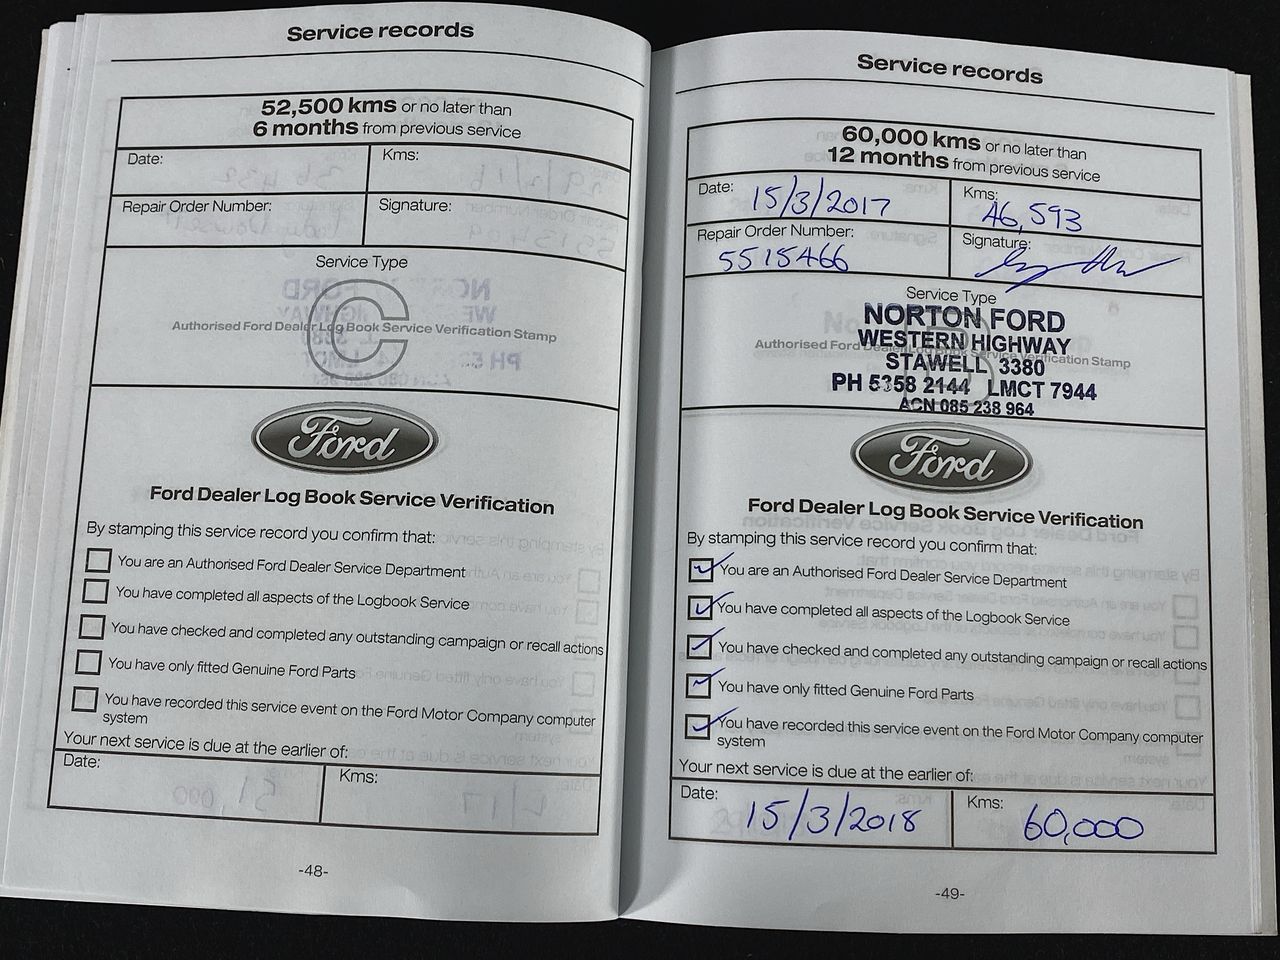 Service records
52,500 kms or no later than
6 months from previous service
Date:
Kms:
Repair Order Number:
Signature:
Service Type
C
Authorised Ford Dealer Log Book Service Verification Stamp
Ford
Ford Dealer Log Book Service Verification
By stamping this service record you confirm that:
You are an Authorised Ford Dealer Service Department
You have completed all aspects of the Logbook Service
You have checked and completed any outstanding campaign or recall actions
You have only fitted Genuine Ford Parts
You have recorded this service event on the Ford Motor Company computer
system
Your next service is due at the earlier of:
Date:
Kms:
-48-
Service records
60,000 kms or no later than
12 months from previous service
Date: 15/3/2017
Kms: 46,593
Repair Order Number:
5515466
Signature:
Service Type
B
Authorised Ford Dealer Log Book Service Verification Stamp
NORTON FORD
WESTERN HIGHWAY
STAWELL 3380
PH 5358 2144 LMCT 7944
ACN 085 238 964
Ford
Ford Dealer Log Book Service Verification
By stamping this service record you confirm that:
You are an Authorised Ford Dealer Service Department
You have completed all aspects of the Logbook Service
You have checked and completed any outstanding campaign or recall actions
You have only fitted Genuine Ford Parts
You have recorded this service event on the Ford Motor Company computer
system
Your next service is due at the earlier of:
Date: 15/3/2018
Kms: 60,000
-49-